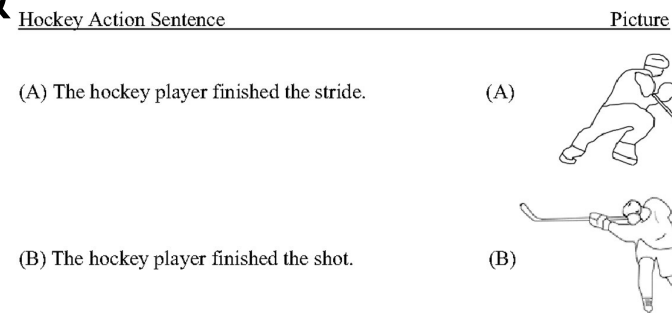 Hockey Action Sentence Picture
(A) The hockey player finished the stride. (A)
(B) The hockey player finished the shot. (B)